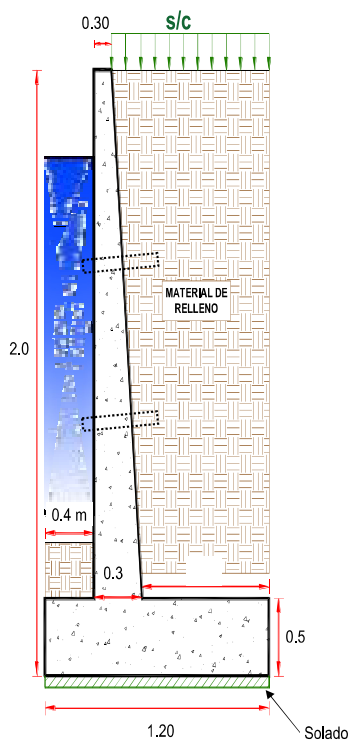 0.30
s/c
MATERIAL DE
RELLENO
2.0
0.4 m
0.3
0.5
1.20
Solado